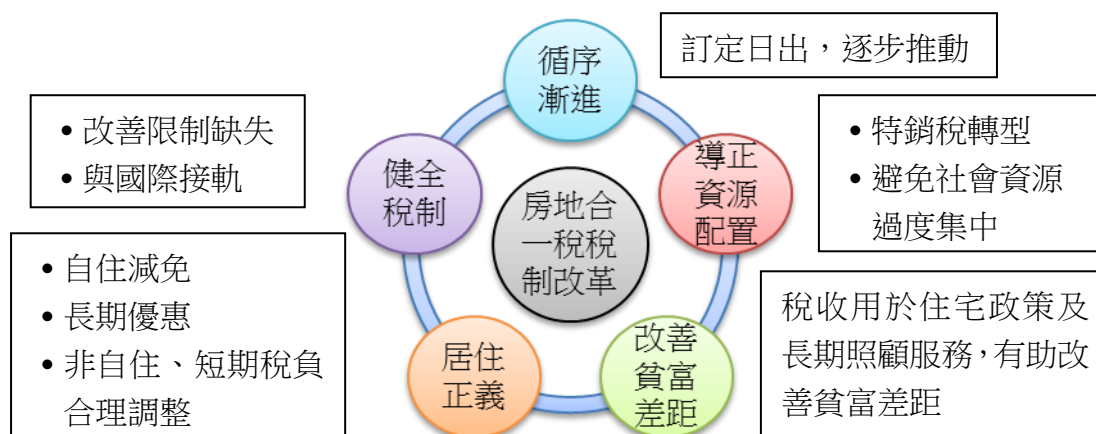 循序
漸進
訂定日出，逐步推動
導正
資源
配置
• 特銷稅轉型
• 避免社會資源
過度集中
改善
貧富
差距
稅收用於住宅政策及
長期照顧服務，有助改
善貧富差距
居住
正義
• 自住減免
• 長期優惠
• 非自住、短期稅負
合理調整
健全
稅制
• 改善限制缺失
• 與國際接軌
房地合
一稅稅
制改革